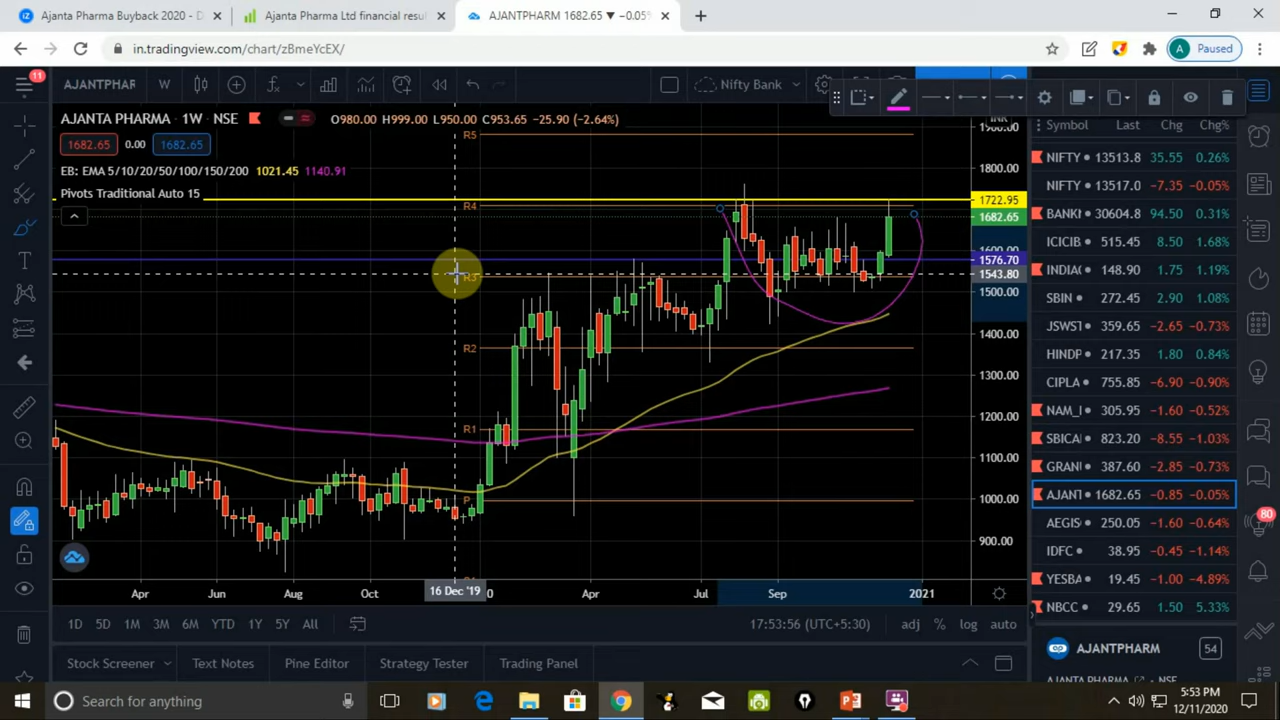 Ajanta Pharma Buyback 2020 - D
Ajanta Pharma Ltd financial resul
AJANTPHARM 1682.65 ▼ −0.05%
in.tradingview.com/chart/zBmeYcEX/
A Paused
11
AJANTPHAR W
Nifty Bank
AJANTA PHARMA · 1W · NSE O980.00 H999.00 L950.00 C953.65 −25.90 (−2.64%)
1682.65 0.00 1682.65
EB: EMA 5/10/20/50/100/150/200 1021.45 1140.91
Pivots Traditional Auto 15
R5
R4
R3
R2
R1
P
1900.00
1800.00
1722.95
1682.65
1600.00
1576.70
1543.80
1500.00
1400.00
1300.00
1200.00
1100.00
1000.00
900.00
Apr Jun Aug Oct 16 Dec '19 Apr Jul Sep 2021
1D 5D 1M 3M 6M YTD 1Y 5Y All
17:53:56 (UTC+5:30) adj % log auto
Stock Screener Text Notes Pine Editor Strategy Tester Trading Panel
Symbol Last Chg Chg%
NIFTY 13513.8 35.55 0.26%
NIFTY 13517.0 −7.35 −0.05%
BANKI 30604.8 94.50 0.31%
ICICIB 515.45 8.50 1.68%
INDIA 148.90 1.75 1.19%
SBIN 272.45 2.90 1.08%
JSWST 359.65 −2.65 −0.73%
HINDP 217.35 1.80 0.84%
CIPLA 755.85 −6.90 −0.90%
NAM_I 305.95 −1.60 −0.52%
SBICAI 823.20 −8.55 −1.03%
GRANI 387.60 −2.85 −0.73%
AJANT 1682.65 −0.85 −0.05%
AEGIS 250.05 −1.60 −0.64%
IDFC 38.95 −0.45 −1.14%
YESBA 19.45 −1.00 −4.89%
NBCC 29.65 1.50 5.33%
80
AJANTPHARM 54
AJANTA PHARMA
Search for anything
5:53 PM
12/11/2020